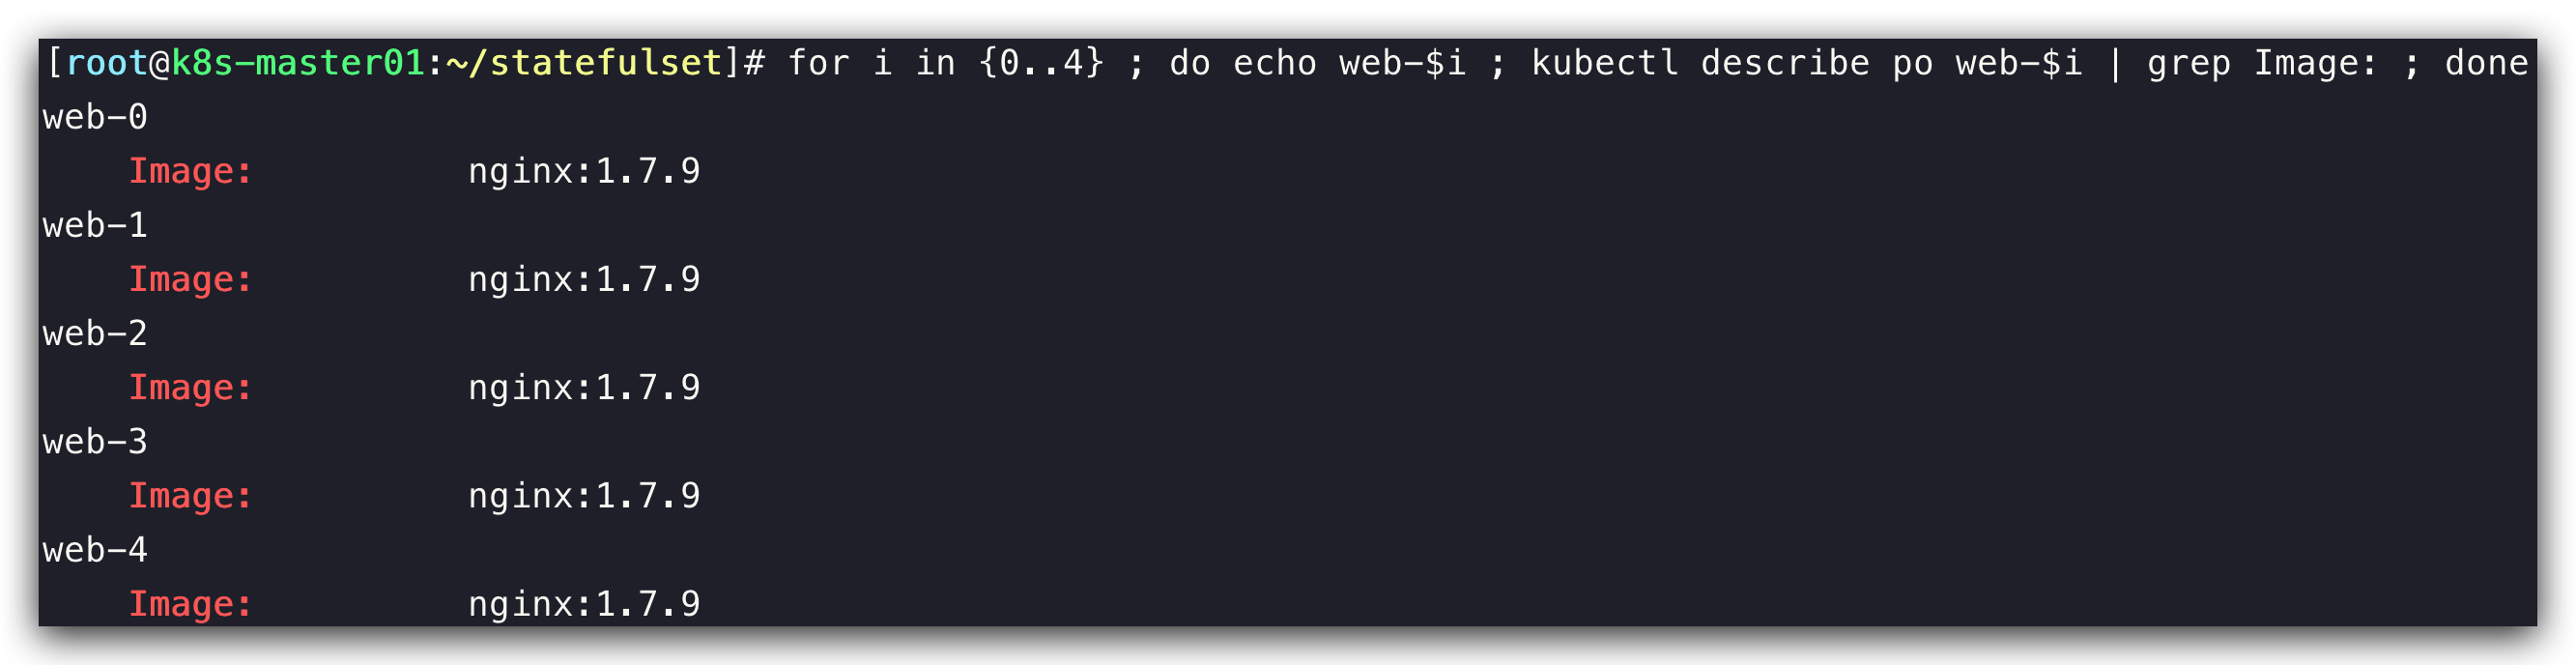 [root@k8s-master01:~/statefulset]# for i in {0..4} ; do echo web-$i ; kubectl describe po web-$i | grep Image: ; done
web-0
    Image:          nginx:1.7.9
web-1
    Image:          nginx:1.7.9
web-2
    Image:          nginx:1.7.9
web-3
    Image:          nginx:1.7.9
web-4
    Image:          nginx:1.7.9